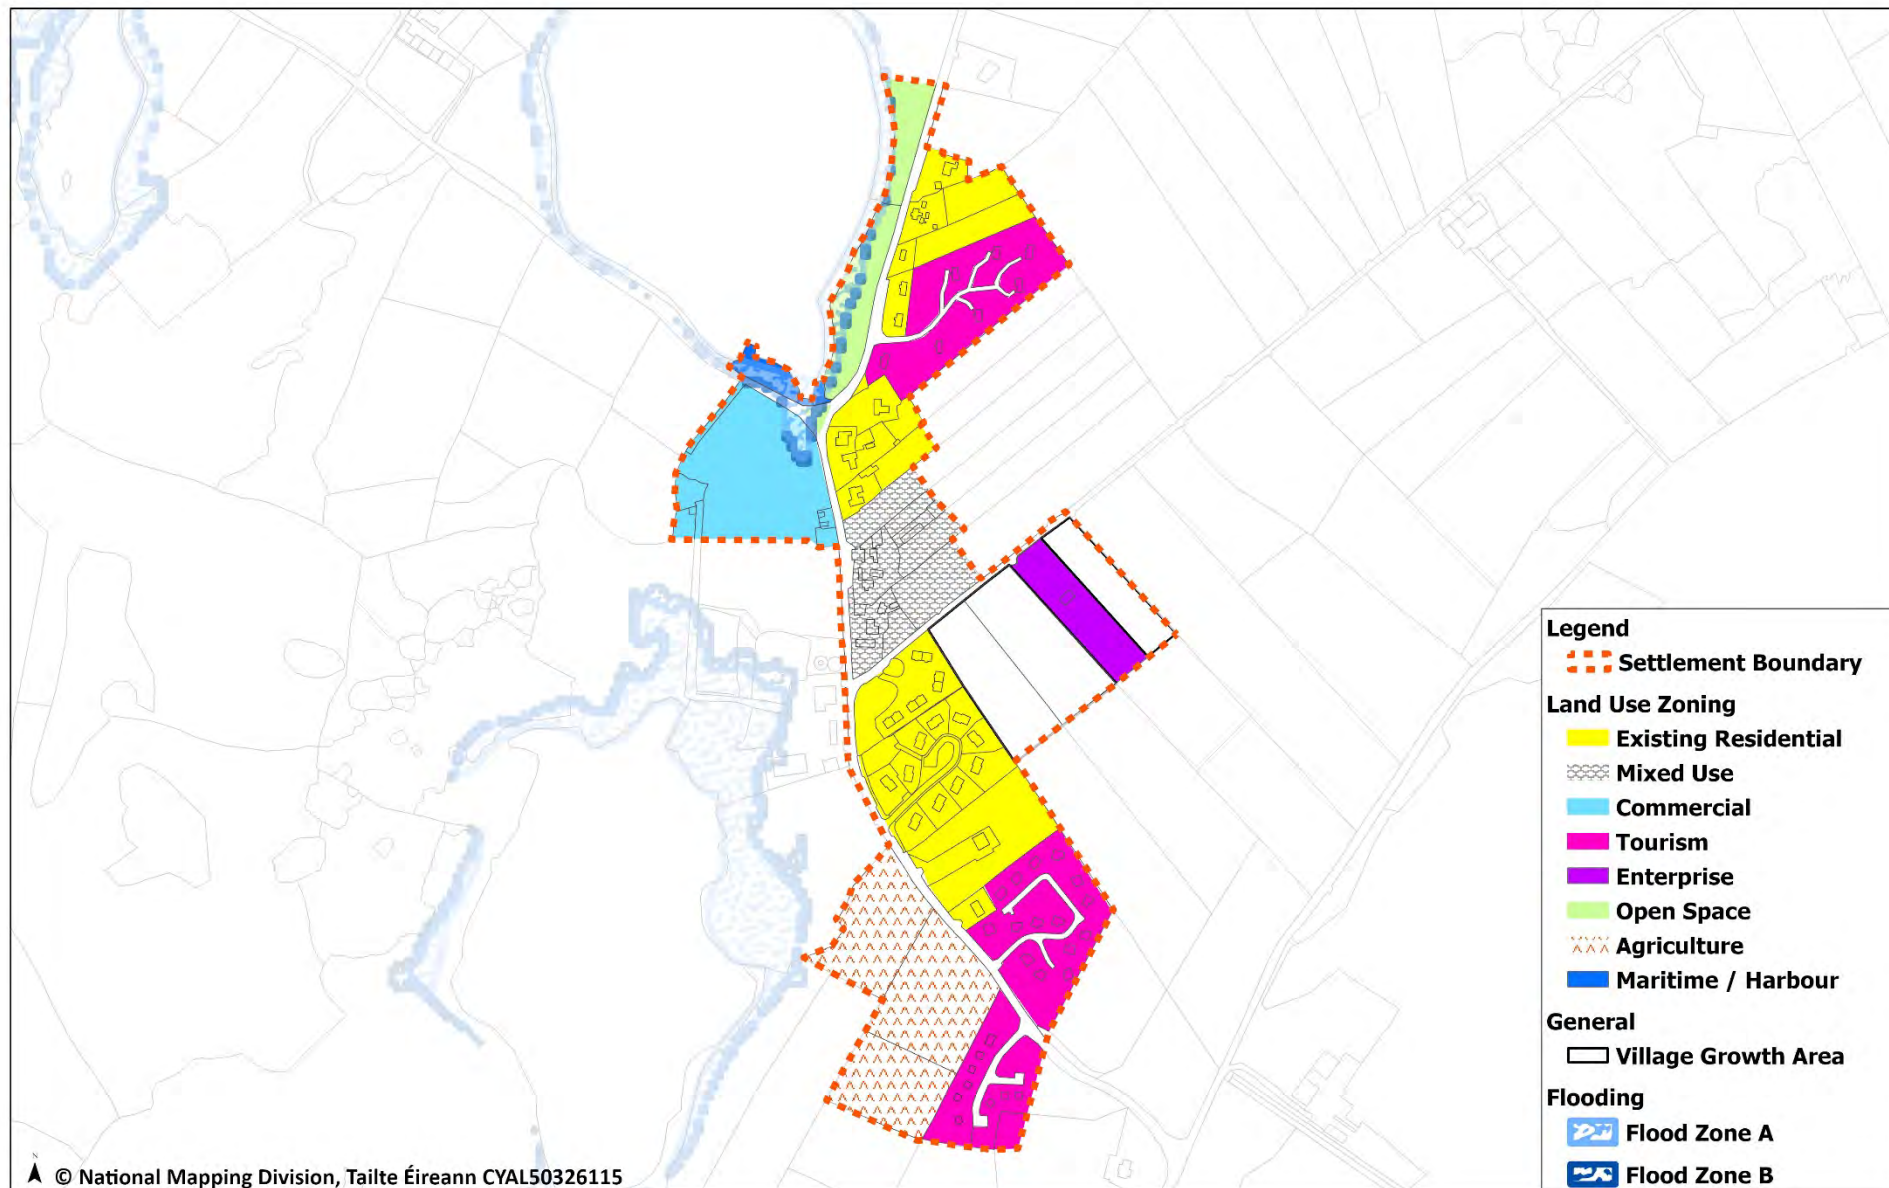 Legend
Settlement Boundary
Land Use Zoning
Existing Residential
Mixed Use
Commercial
Tourism
Enterprise
Open Space
Agriculture
Maritime / Harbour
General
Village Growth Area
Flooding
Flood Zone A
Flood Zone B
N
© National Mapping Division, Tailte Éireann CYAL50326115